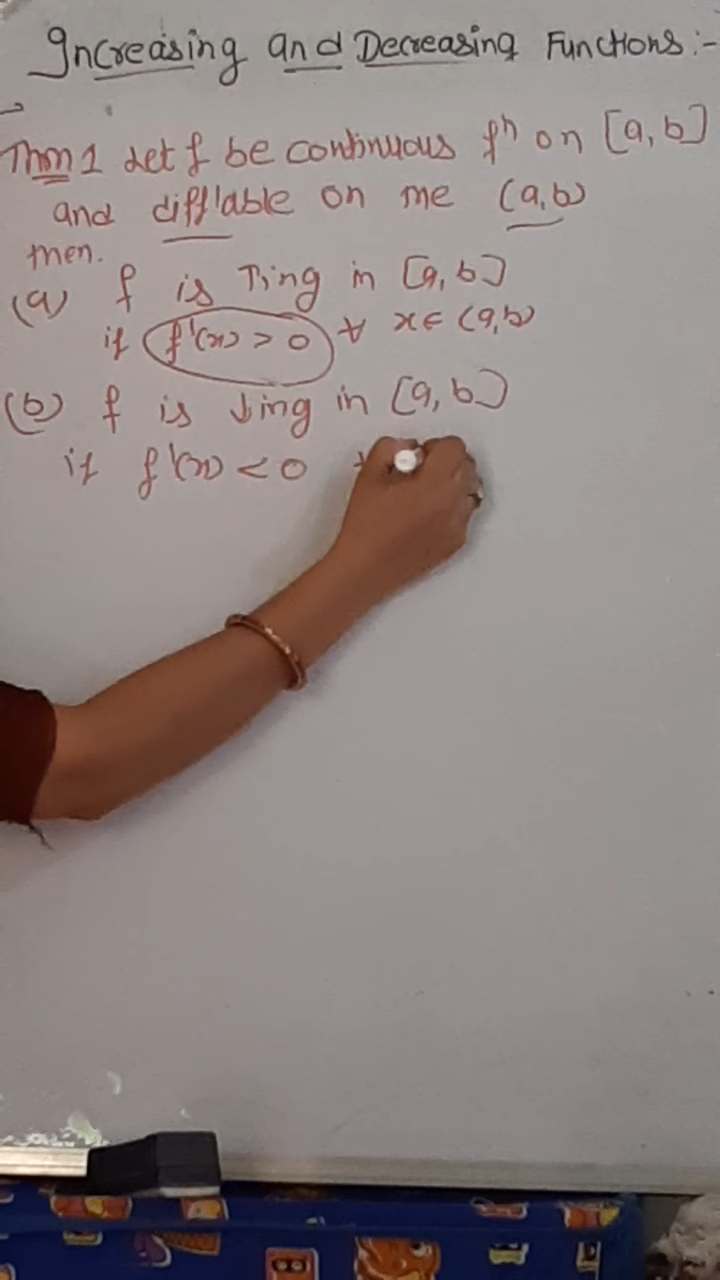 Increasing and Decreasing Functions :-
Thm 1 Let f be continuous fⁿ on [a, b]
and diff'able on the (a, b)
then.
(a) f is ↑ing in [a, b]
if f'(x) > 0 ∀ x ∈ (a, b)
(b) f is ↓ing in [a, b]
if f'(x) < 0